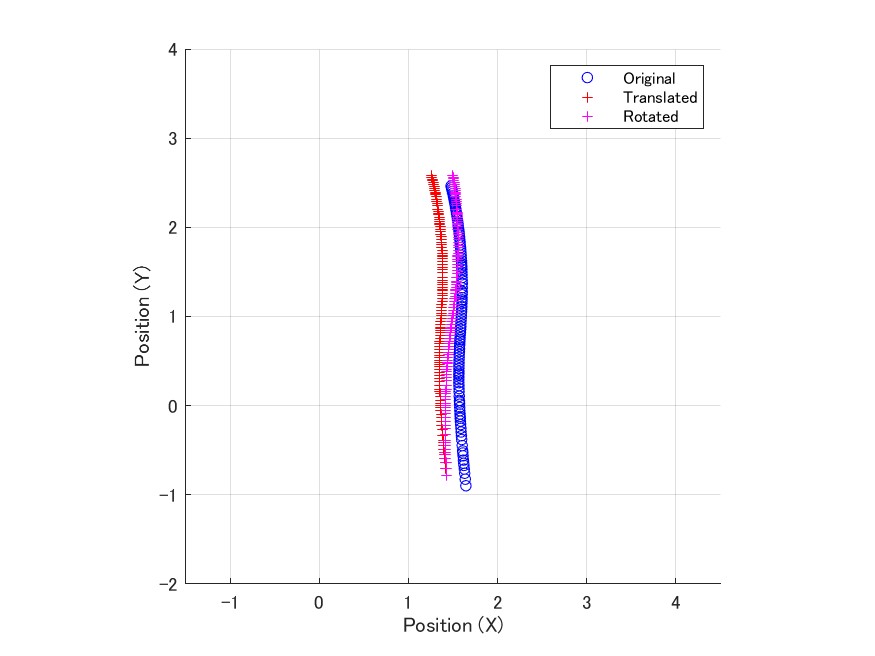 4
3
2
1
0
−1
−2
−1
0
1
2
3
4
Position (X)
Position (Y)
Original
Translated
Rotated